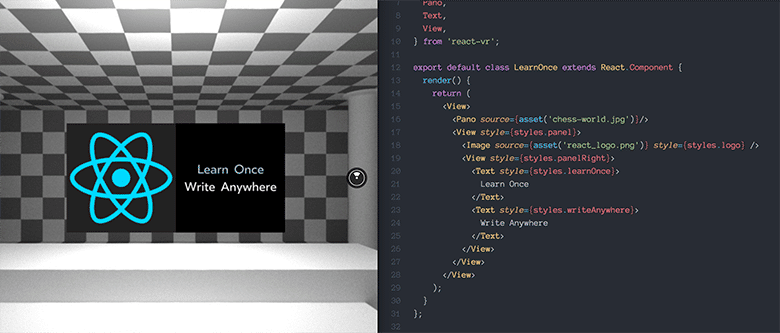 Learn Once
Write Anywhere
7 Pano,
8 Text,
9 View,
10 } from 'react-vr';
11
12 export default class LearnOnce extends React.Component {
13 render() {
14 return (
15 <View>
16 <Pano source={asset('chess-world.jpg')}/>
17 <View style={styles.panel}>
18 <Image source={asset('react_logo.png')} style={styles.logo} />
19 <View style={styles.panelRight}>
20 <Text style={styles.learnOnce}>
21 Learn Once
22 </Text>
23 <Text style={styles.writeAnywhere}>
24 Write Anywhere
25 </Text>
26 </View>
27 </View>
28 </View>
29 );
30 }
31 };
32